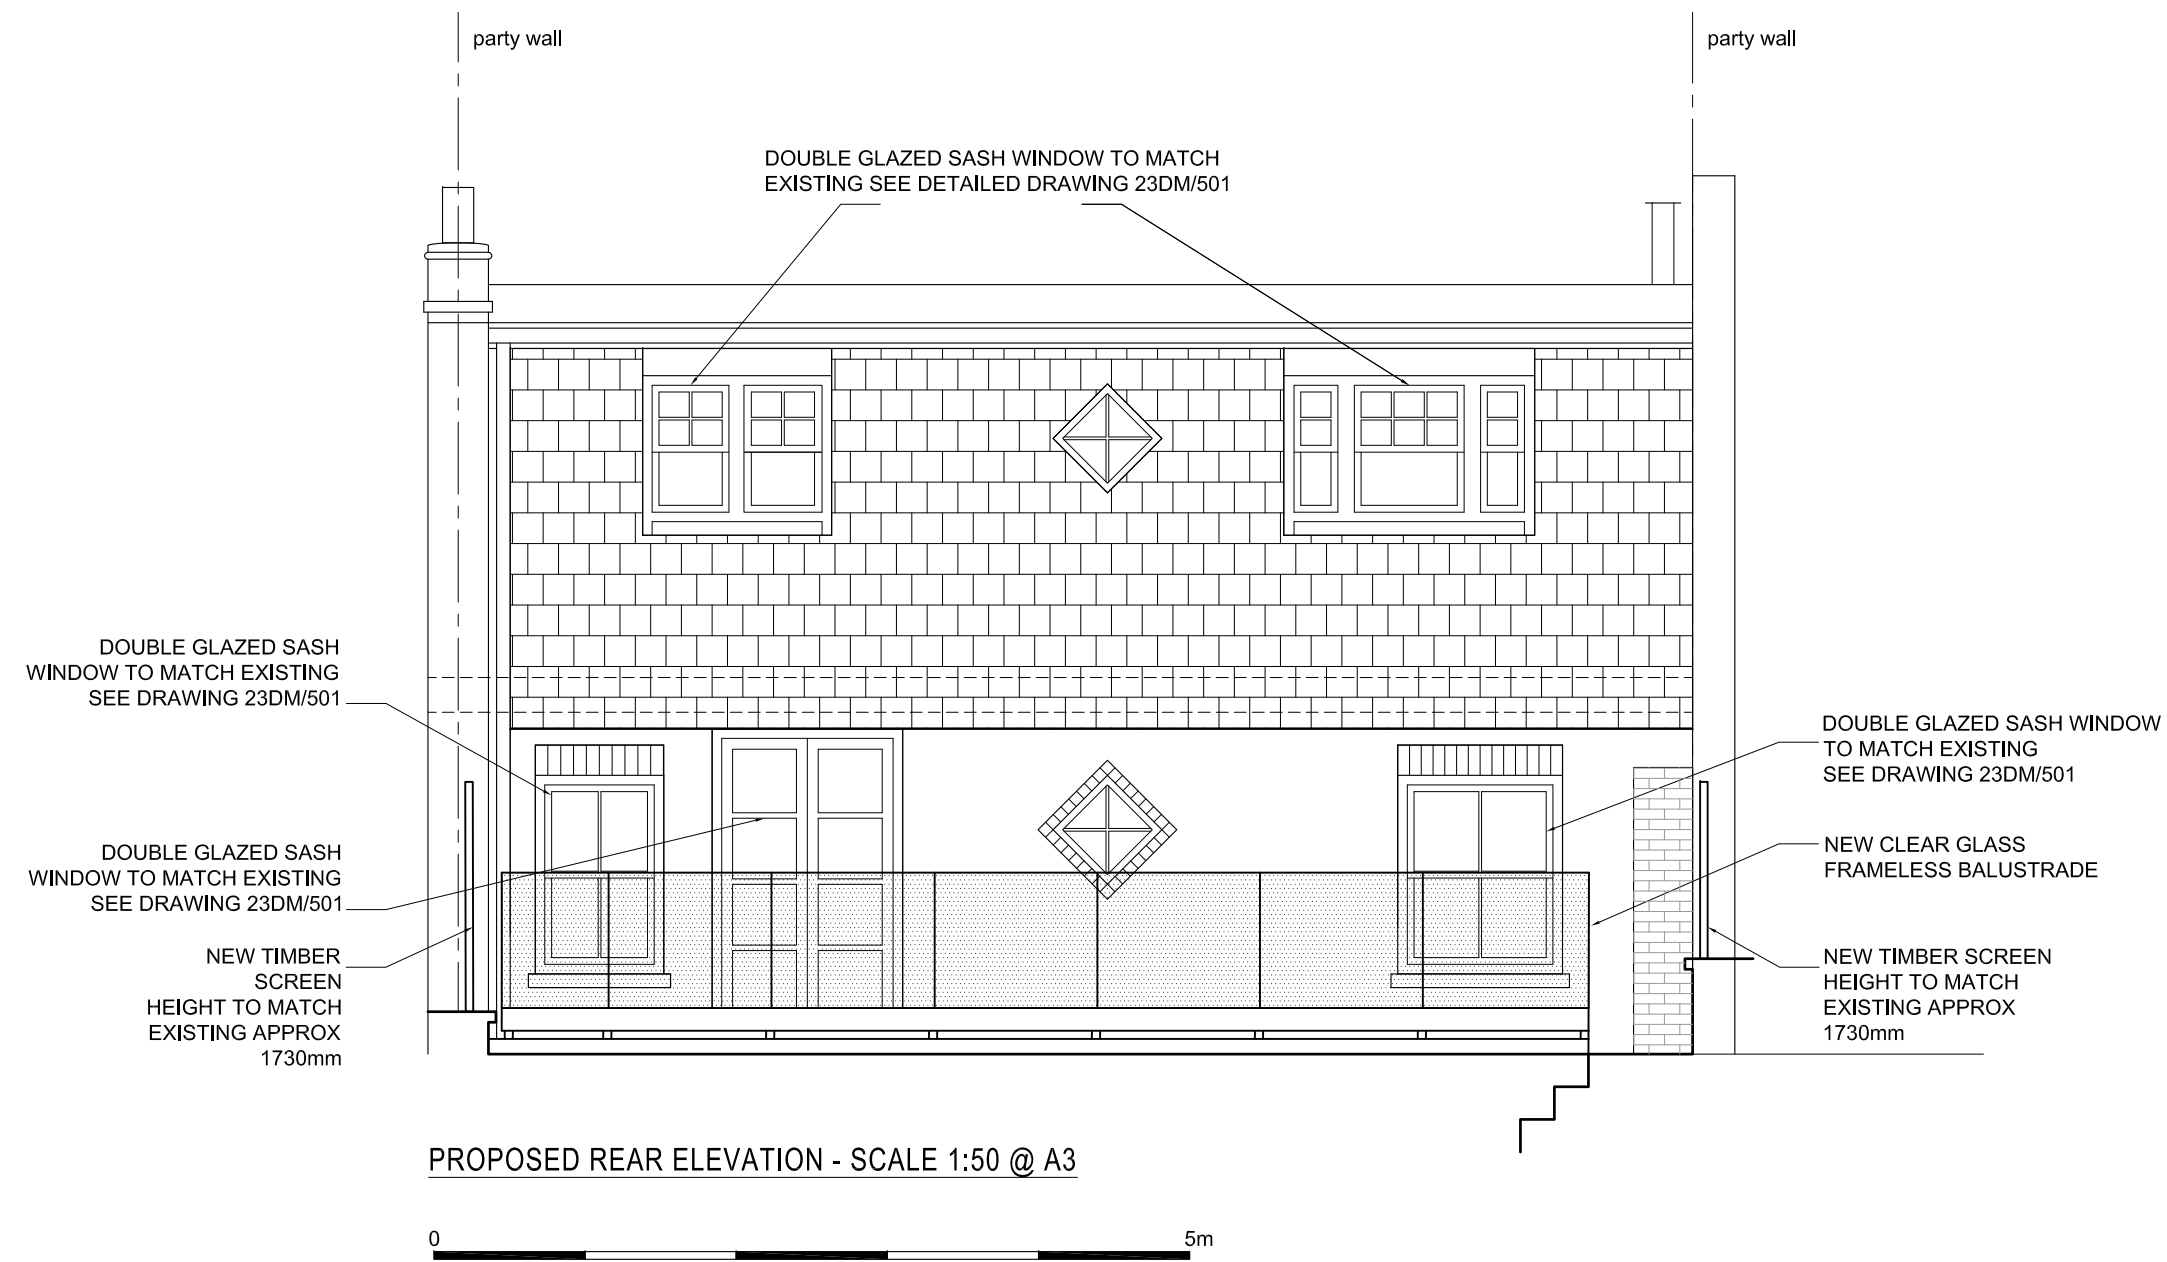 party wall
party wall
DOUBLE GLAZED SASH WINDOW TO MATCH
EXISTING SEE DETAILED DRAWING 23DM/501
DOUBLE GLAZED SASH
WINDOW TO MATCH EXISTING
SEE DRAWING 23DM/501
DOUBLE GLAZED SASH
WINDOW TO MATCH EXISTING
SEE DRAWING 23DM/501
NEW TIMBER
SCREEN
HEIGHT TO MATCH
EXISTING APPROX
1730mm
DOUBLE GLAZED SASH WINDOW
TO MATCH EXISTING
SEE DRAWING 23DM/501
NEW CLEAR GLASS
FRAMELESS BALUSTRADE
NEW TIMBER SCREEN
HEIGHT TO MATCH
EXISTING APPROX
1730mm
PROPOSED REAR ELEVATION - SCALE 1:50 @ A3
0
5m